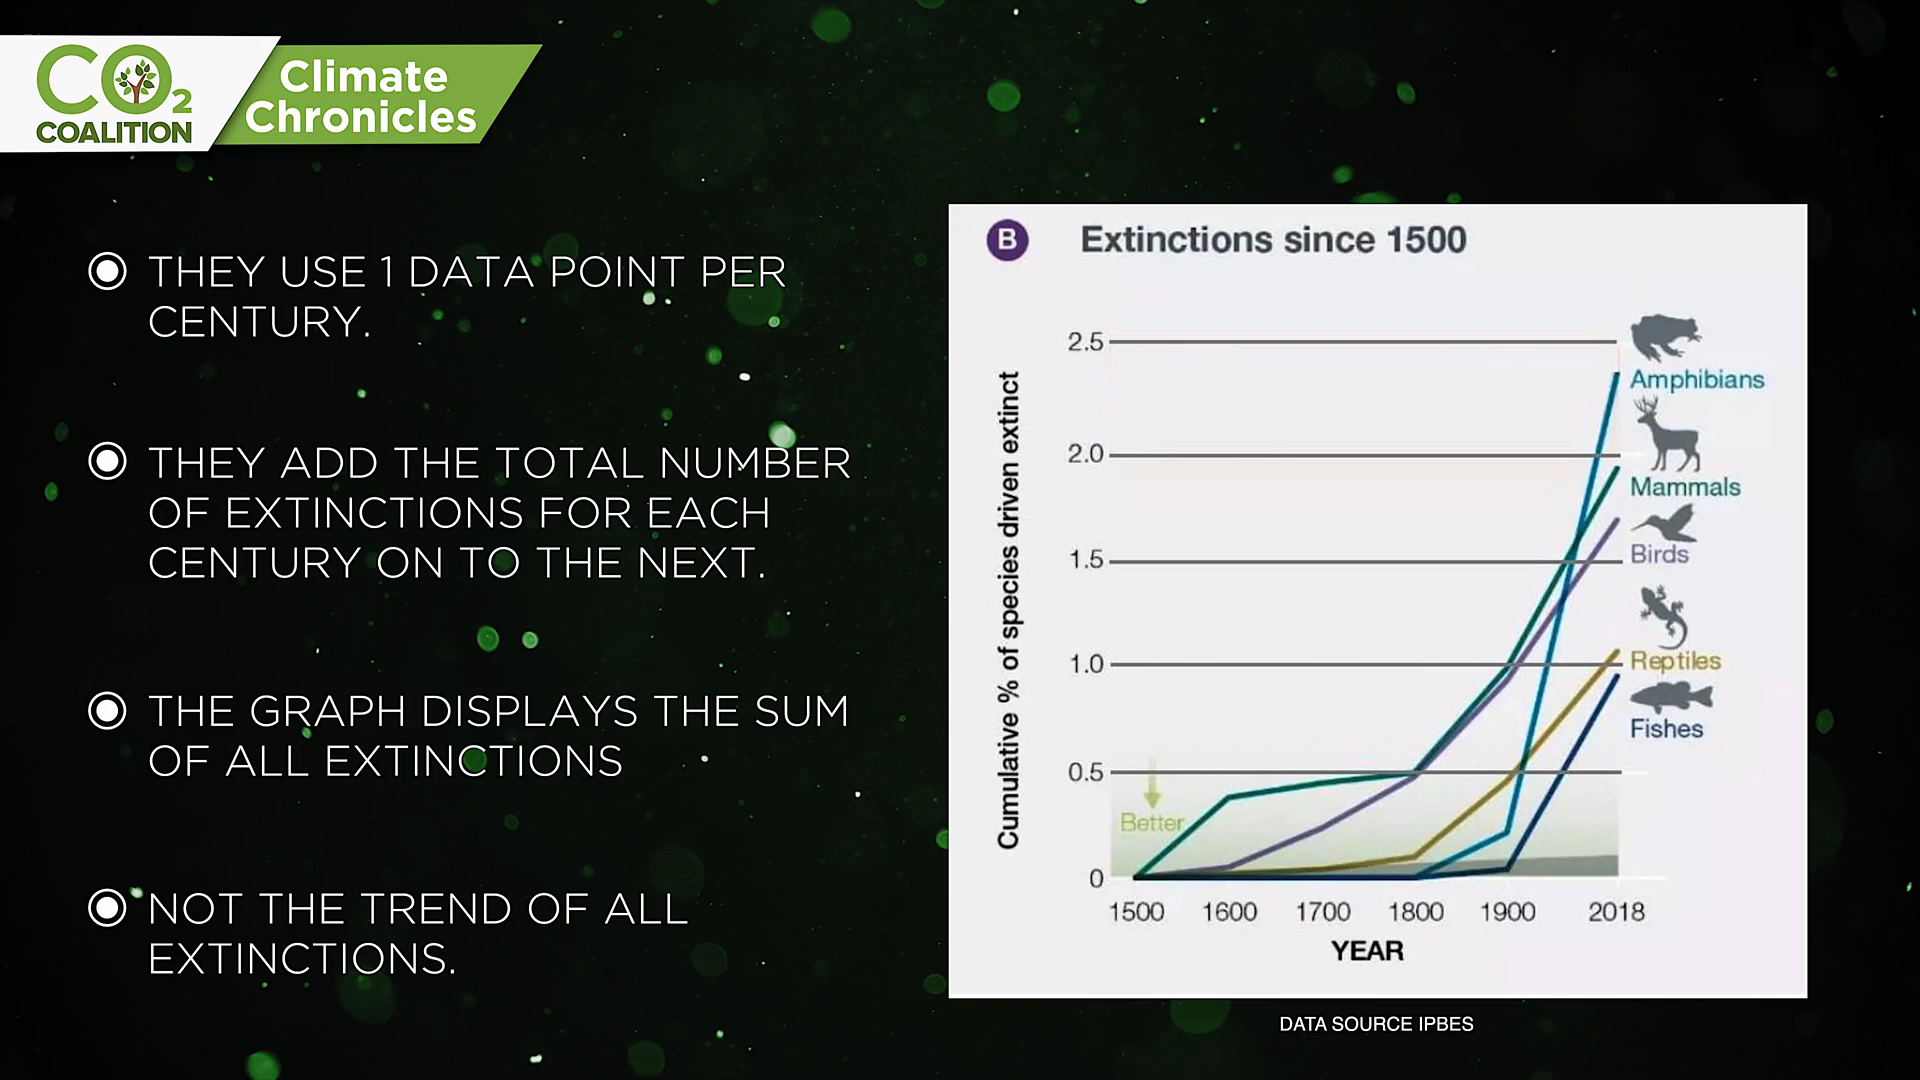 CO2
COALITION
Climate
Chronicles
THEY USE 1 DATA POINT PER
CENTURY.
THEY ADD THE TOTAL NUMBER
OF EXTINCTIONS FOR EACH
CENTURY ON TO THE NEXT.
THE GRAPH DISPLAYS THE SUM
OF ALL EXTINCTIONS
NOT THE TREND OF ALL
EXTINCTIONS.
B Extinctions since 1500
Cumulative % of species driven extinct
2.5
2.0
1.5
1.0
0.5
0
Better
Amphibians
Mammals
Birds
Reptiles
Fishes
1500 1600 1700 1800 1900 2018
YEAR
DATA SOURCE IPBES